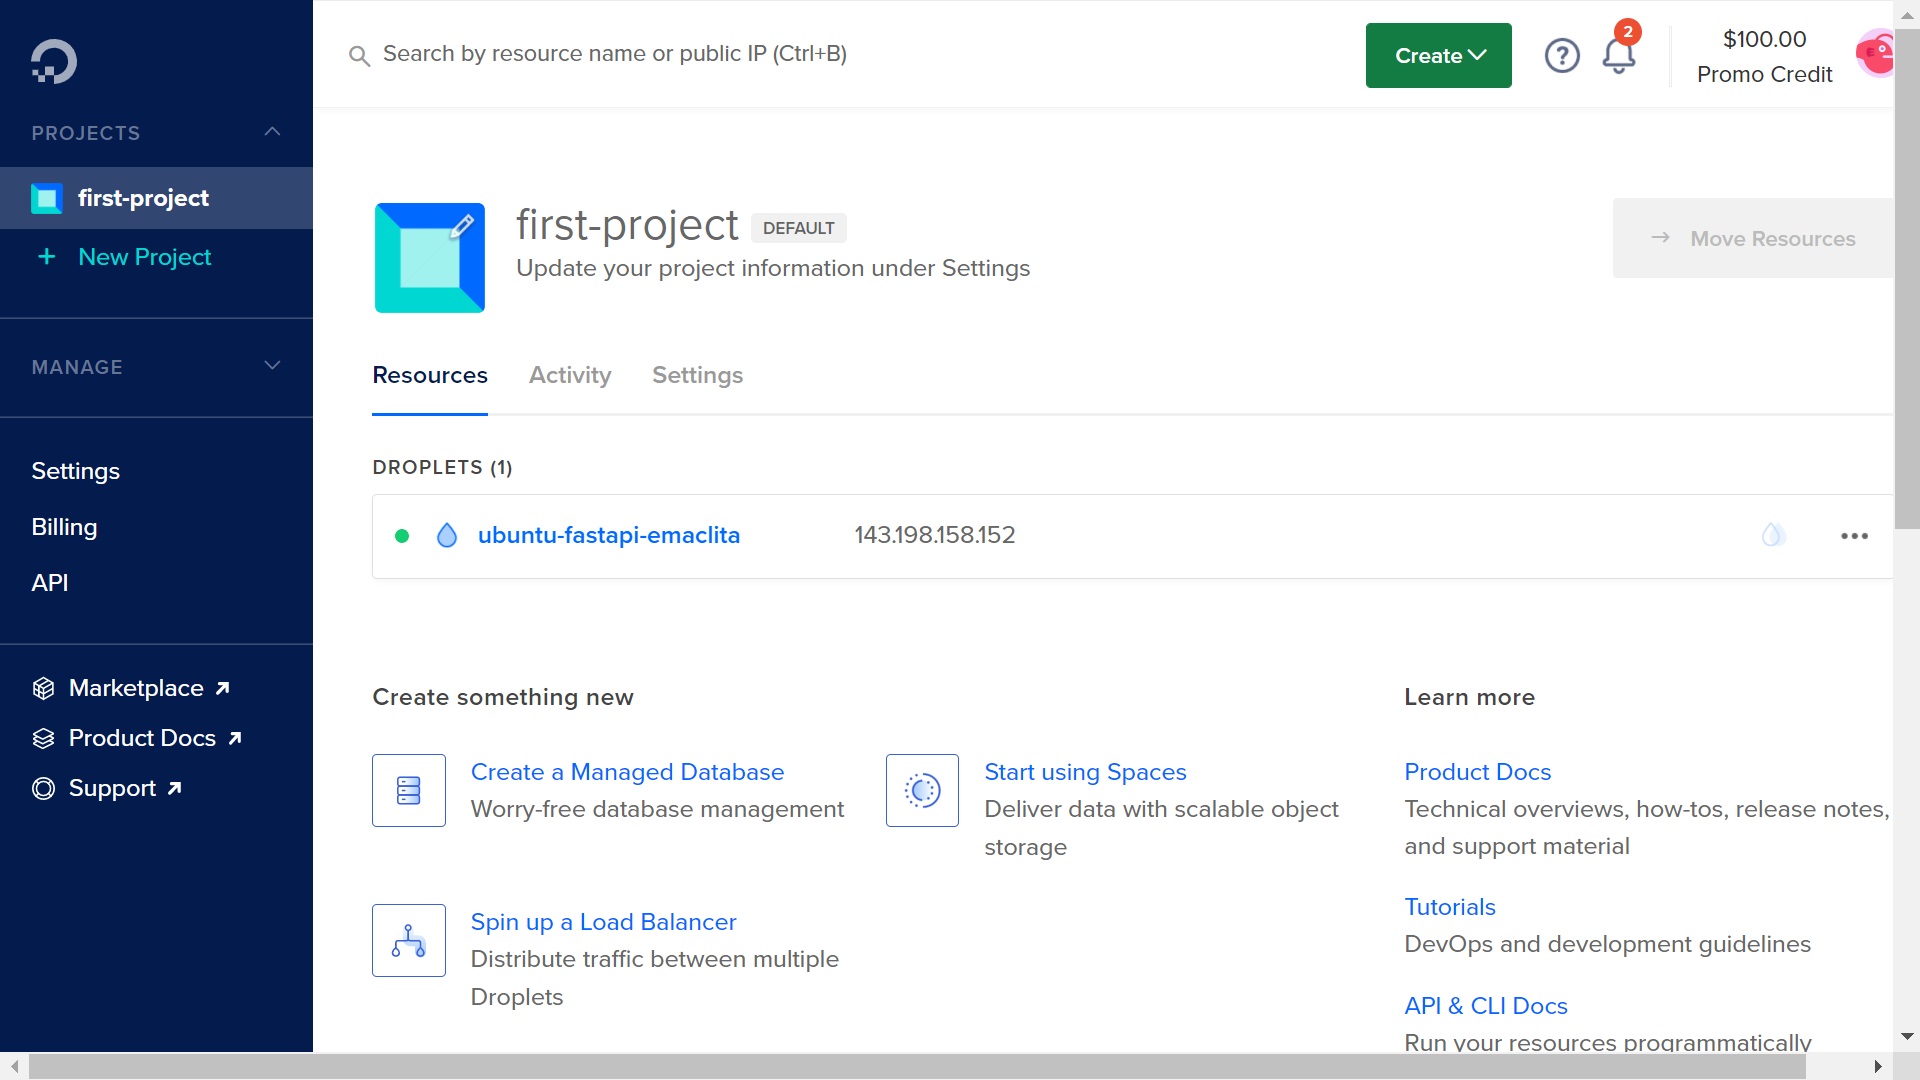 Search by resource name or public IP (Ctrl+B)
Create
2
$100.00
Promo Credit
PROJECTS
first-project
New Project
MANAGE
Settings
Billing
API
Marketplace
Product Docs
Support
first-project DEFAULT
Update your project information under Settings
Move Resources
Resources Activity Settings
DROPLETS (1)
ubuntu-fastapi-emaclita 143.198.158.152
Create something new
Create a Managed Database
Worry-free database management
Start using Spaces
Deliver data with scalable object
storage
Spin up a Load Balancer
Distribute traffic between multiple
Droplets
Learn more
Product Docs
Technical overviews, how-tos, release notes,
and support material
Tutorials
DevOps and development guidelines
API & CLI Docs
Run your resources programmatically